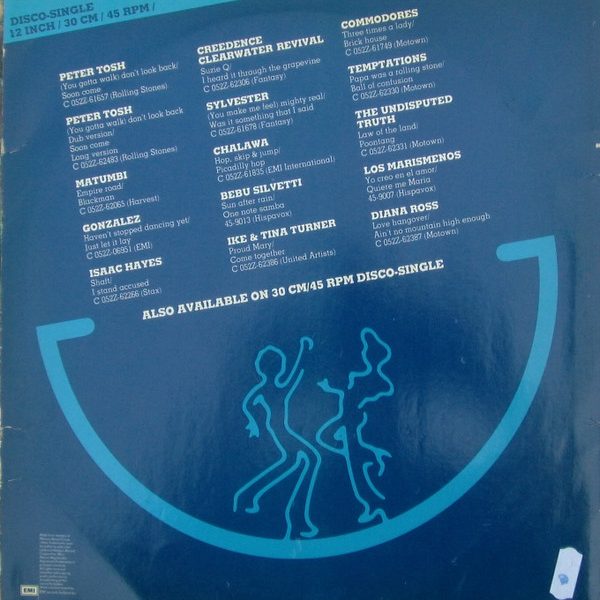 DISCO-SINGLE
12 INCH / 30 CM / 45 RPM /
PETER TOSH
(You gotta walk) don't look back/
Soon come
C 052Z-61657 (Rolling Stones)
PETER TOSH
(You gotta walk) don't look back
Dub version/
Soon come
Long version
C 052Z-62483 (Rolling Stones)
MATUMBI
Empire road/
Bluckman
C 052Z-62065 (Harvest)
GONZALEZ
Haven't stopped dancing yet/
Just let it lay
C 052Z-06951 (EMI)
ISAAC HAYES
Shaft/
I stand accused
C 052Z-62266 (Stax)
CREEDENCE
CLEARWATER REVIVAL
Suzie Q/
I heard it through the grapevine
C 052Z-62306 (Fantasy)
SYLVESTER
(You make me feel) mighty real/
Was it something that I said
C 052Z-61678 (Fantasy)
CHALAWA
Hop, skip & jump/
Picadilly hop
C 052Z-61835 (EMI International)
BEBU SILVETTI
Sun after rain/
One note samba
45-9013 (Hispavox)
IKE & TINA TURNER
Proud Mary/
Come together
C 052Z-62386 (United Artists)
COMMODORES
Three times a lady/
Brick house
C 052Z-61749 (Motown)
TEMPTATIONS
Papa was a rolling stone/
Ball of confusion
C 052Z-62330 (Motown)
THE UNDISPUTED
TRUTH
Law of the land/
Poontang
C 052Z-62331 (Motown)
LOS MARISMENOS
Yo creo en el amor/
Quiere me Maria
45-9007 (Hispavox)
DIANA ROSS
Love hangover/
Ain't no mountain high enough
C 052Z-62387 (Motown)
ALSO AVAILABLE ON 30 CM/45 RPM DISCO-SINGLE
EMI